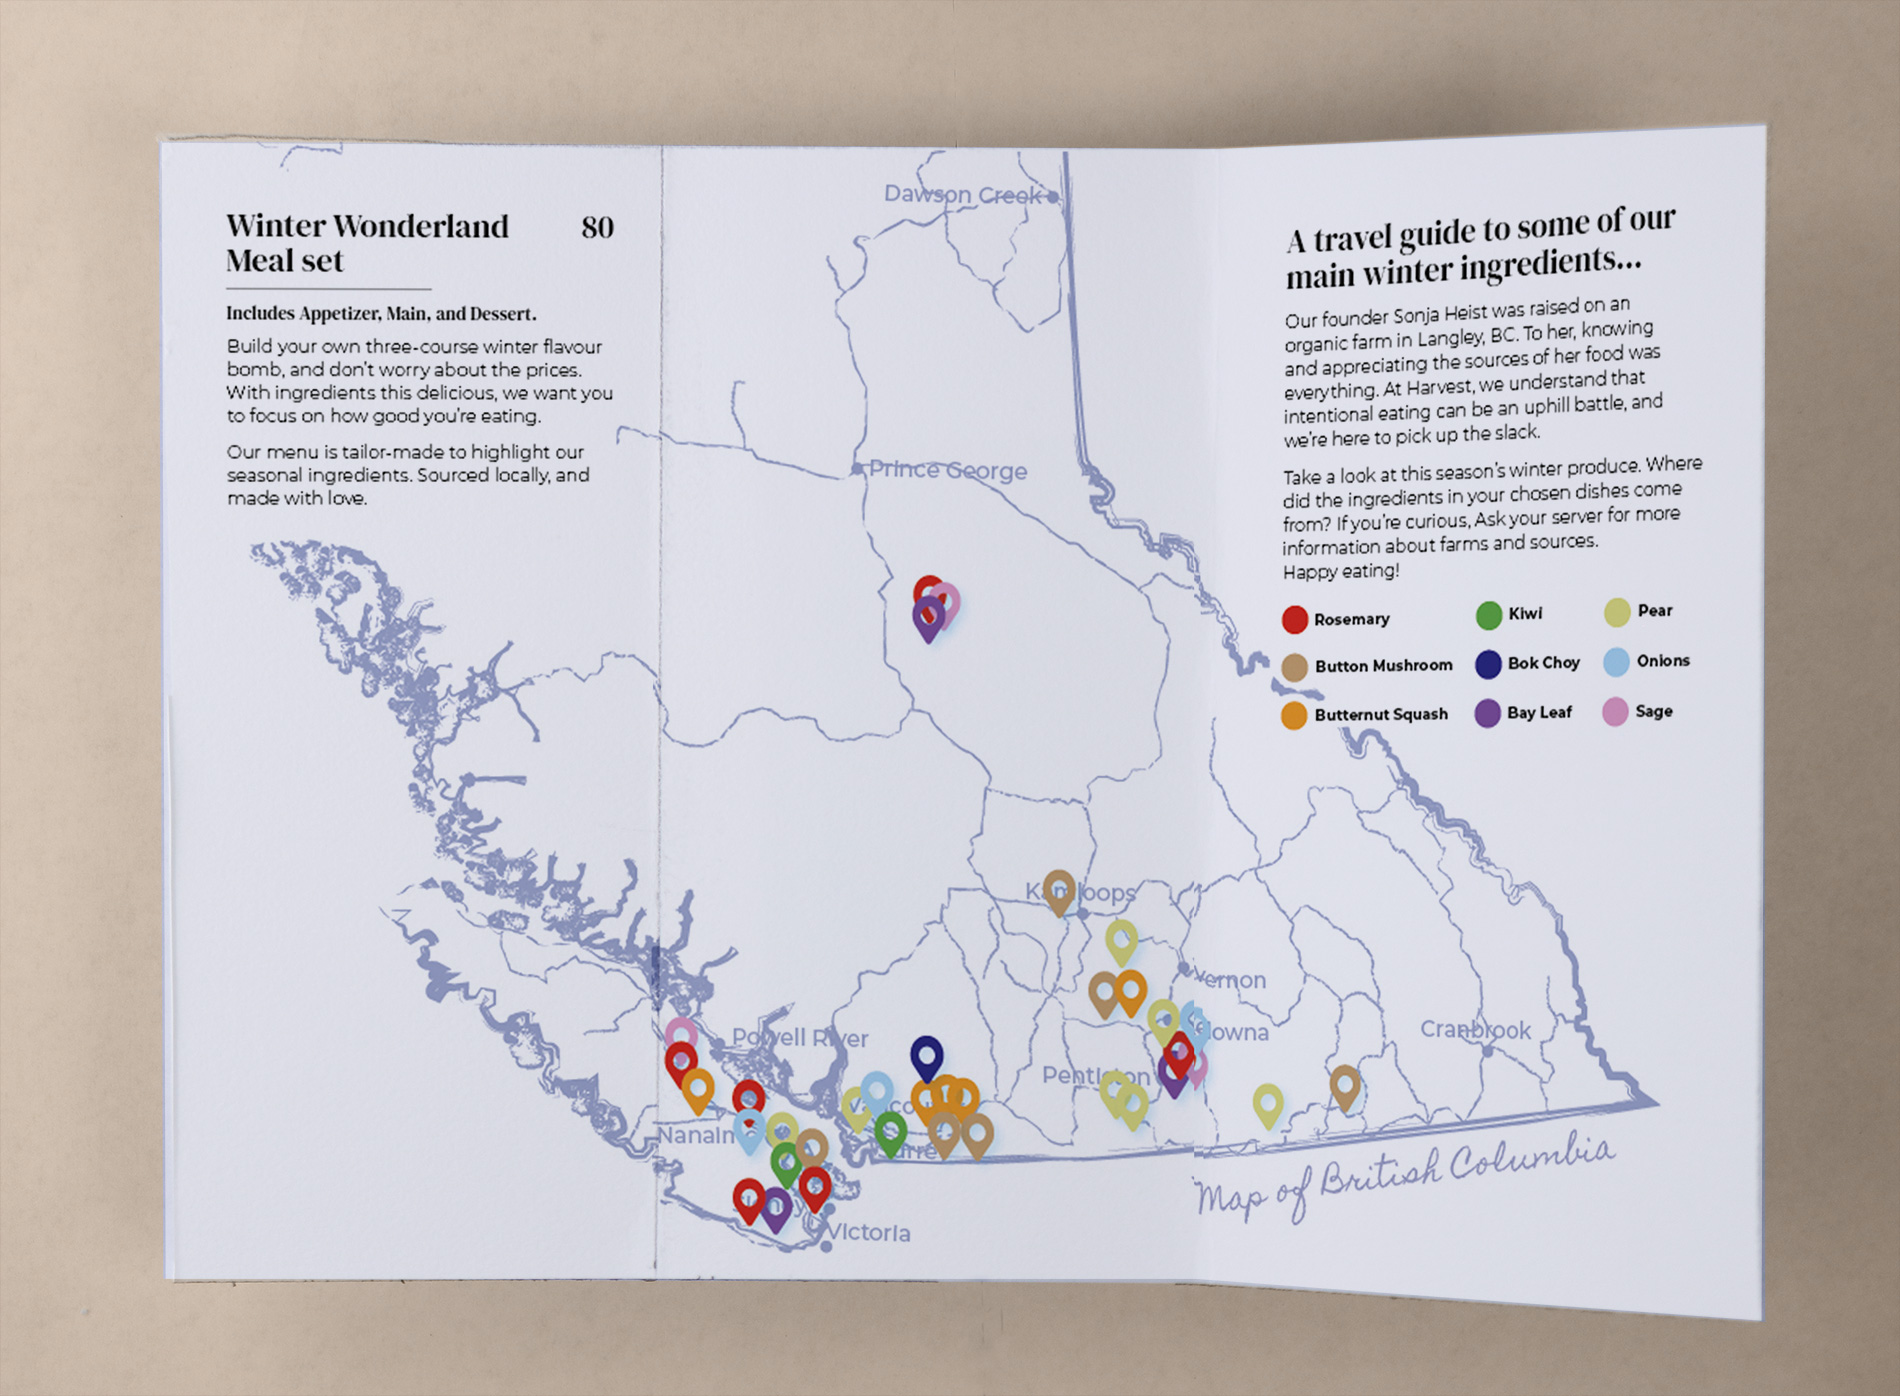 Winter Wonderland 80
Meal set
Includes Appetizer, Main, and Dessert.
Build your own three-course winter flavour
bomb, and don't worry about the prices.
With ingredients this delicious, we want you
to focus on how good you're eating.
Our menu is tailor-made to highlight our
seasonal ingredients. Sourced locally, and
made with love.
A travel guide to some of our
main winter ingredients...
Our founder Sonja Heist was raised on an
organic farm in Langley, BC. To her, knowing
and appreciating the sources of her food was
everything. At Harvest, we understand that
intentional eating can be an uphill battle, and
we're here to pick up the slack.
Take a look at this season's winter produce. Where
did the ingredients in your chosen dishes come
from? If you're curious, Ask your server for more
information about farms and sources.
Happy eating!
Rosemary Kiwi Pear
Button Mushroom Bok Choy Onions
Butternut Squash Bay Leaf Sage
Dawson Creek
Prince George
Kamloops
Vernon
Cranbrook
Powell River
Penticton
Victoria
Map of British Columbia